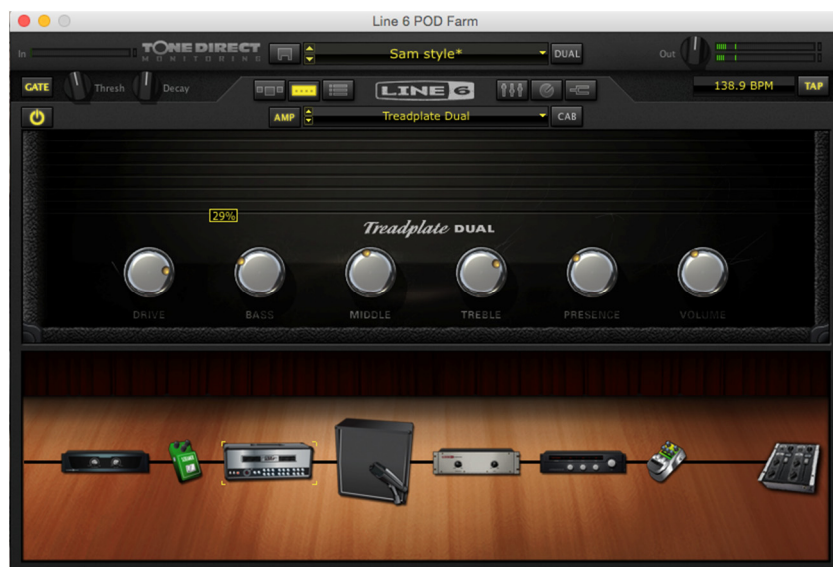 Line 6 POD Farm
In
TONE DIRECT
MONITORING
Sam style*
DUAL
Out
GATE
Thresh
Decay
LINE 6
138.9 BPM
TAP
AMP
Treadplate Dual
CAB
29%
Treadplate DUAL
DRIVE
BASS
MIDDLE
TREBLE
PRESENCE
VOLUME